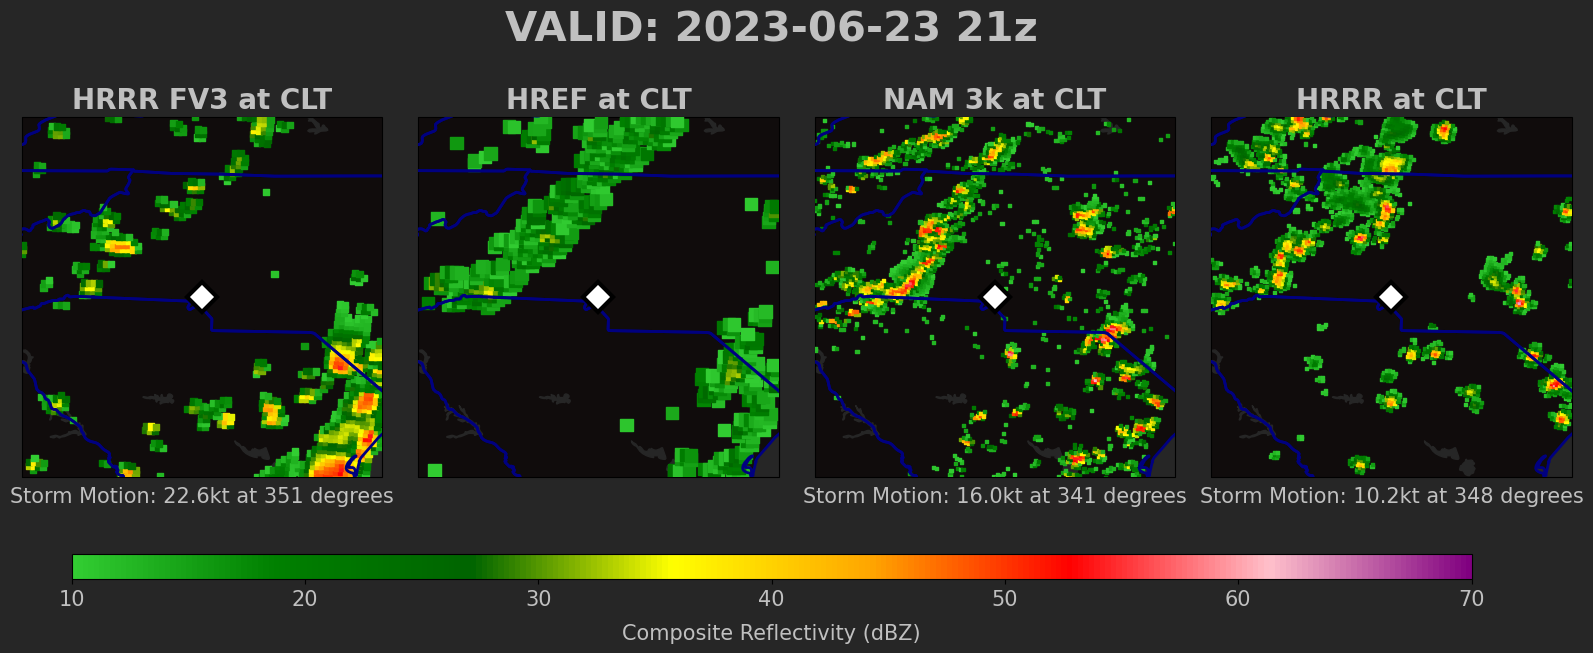 VALID: 2023-06-23 21z
HRRR FV3 at CLT
HREF at CLT
NAM 3k at CLT
HRRR at CLT
Storm Motion: 22.6kt at 351 degrees
Storm Motion: 16.0kt at 341 degrees
Storm Motion: 10.2kt at 348 degrees
10 20 30 40 50 60 70
Composite Reflectivity (dBZ)